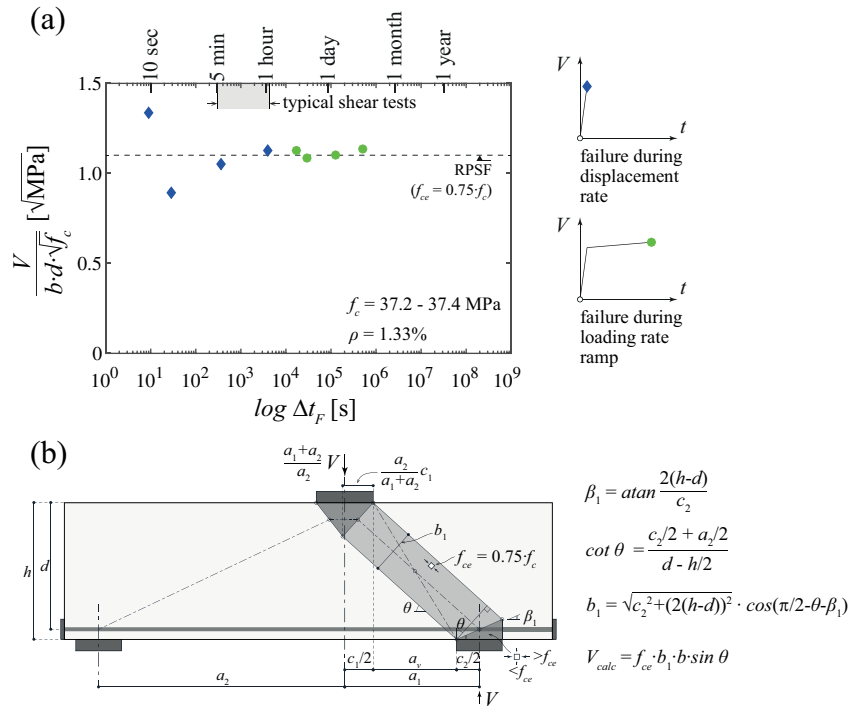 (a)
10 sec
5 min
1 hour
1 day
1 month
1 year
1.5
1.0
0.5
0
V / b·d·√f_c [√MPa]
typical shear tests
RPSF
(f_ce = 0.75·f_c)
f_c = 37.2 - 37.4 MPa
ρ = 1.33%
10^0 10^1 10^2 10^3 10^4 10^5 10^6 10^7 10^8 10^9
log Δt_F [s]
V
t
failure during
displacement
rate
V
t
failure during
loading rate
ramp
(b)
a_1+a_2 / a_2 V
a_2 / a_1+a_2 c_1
b_1
f_ce = 0.75·f_c
h
d
θ
θ
β_1
>f_ce
<f_ce
c_1/2
a_v
c_2/2
a_2
a_1
V
β_1 = atan 2(h-d) / c_2
cot θ = c_2/2 + a_2/2 / d - h/2
b_1 = √c_2^2+(2(h-d))^2 · cos(π/2-θ-β_1)
V_calc = f_ce·b_1·b·sin θ